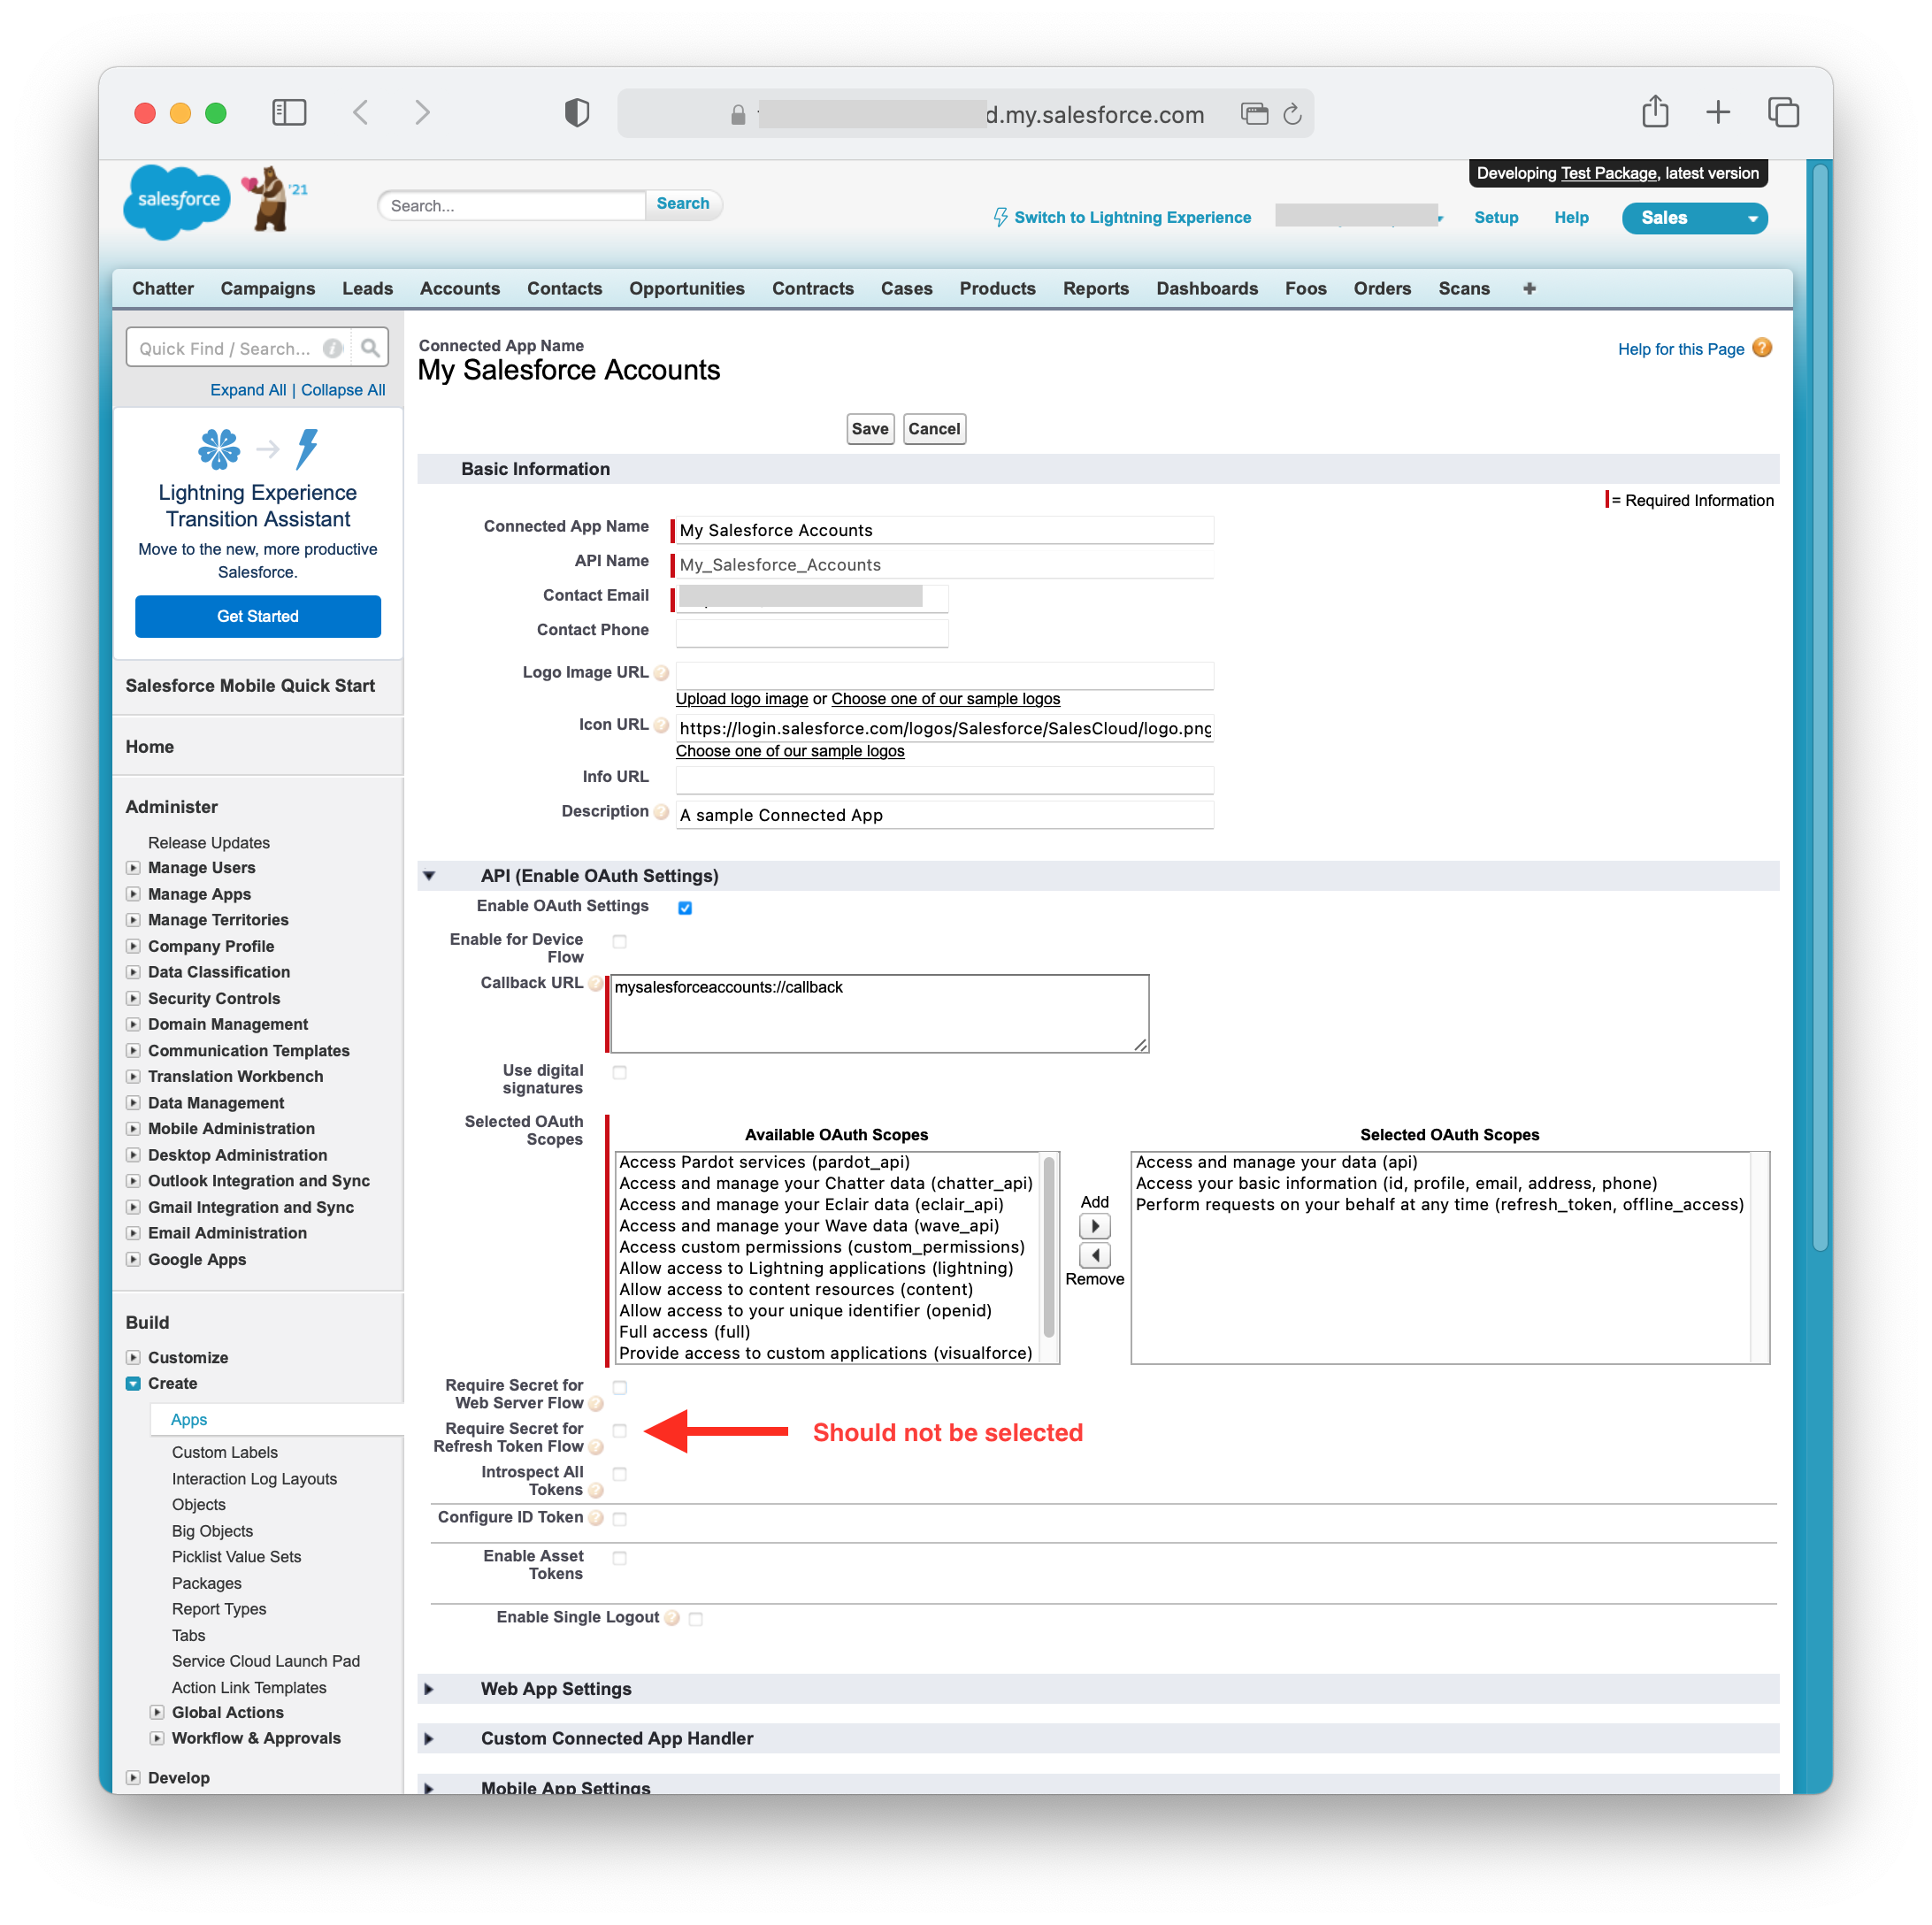 d.my.salesforce.com
salesforce
'21
Search...
Search
Developing Test Package, latest version
Switch to Lightning Experience
Setup
Help
Sales
Chatter Campaigns Leads Accounts Contacts Opportunities Contracts Cases Products Reports Dashboards Foos Orders Scans +
Quick Find / Search...
Expand All | Collapse All
Lightning Experience
Transition Assistant
Move to the new, more productive
Salesforce.
Get Started
Salesforce Mobile Quick Start
Home
Administer
Release Updates
Manage Users
Manage Apps
Manage Territories
Company Profile
Data Classification
Security Controls
Domain Management
Communication Templates
Translation Workbench
Data Management
Mobile Administration
Desktop Administration
Outlook Integration and Sync
Gmail Integration and Sync
Email Administration
Google Apps
Build
Customize
Create
Apps
Custom Labels
Interaction Log Layouts
Objects
Big Objects
Picklist Value Sets
Packages
Report Types
Tabs
Service Cloud Launch Pad
Action Link Templates
Global Actions
Workflow & Approvals
Develop
Connected App Name
My Salesforce Accounts
Help for this Page
Save Cancel
Basic Information
= Required Information
Connected App Name My Salesforce Accounts
API Name My_Salesforce_Accounts
Contact Email
Contact Phone
Logo Image URL
Upload logo image or Choose one of our sample logos
Icon URL https://login.salesforce.com/logos/Salesforce/SalesCloud/logo.png
Choose one of our sample logos
Info URL
Description A sample Connected App
API (Enable OAuth Settings)
Enable OAuth Settings
Enable for Device
Flow
Callback URL mysalesforceaccounts://callback
Use digital
signatures
Selected OAuth
Scopes
Available OAuth Scopes
Access Pardot services (pardot_api)
Access and manage your Chatter data (chatter_api)
Access and manage your Eclair data (eclair_api)
Access and manage your Wave data (wave_api)
Access custom permissions (custom_permissions)
Allow access to Lightning applications (lightning)
Allow access to content resources (content)
Allow access to your unique identifier (openid)
Full access (full)
Provide access to custom applications (visualforce)
Add
Remove
Selected OAuth Scopes
Access and manage your data (api)
Access your basic information (id, profile, email, address, phone)
Perform requests on your behalf at any time (refresh_token, offline_access)
Require Secret for
Web Server Flow
Require Secret for
Refresh Token Flow
Should not be selected
Introspect All
Tokens
Configure ID Token
Enable Asset
Tokens
Enable Single Logout
Web App Settings
Custom Connected App Handler
Mobile App Settings